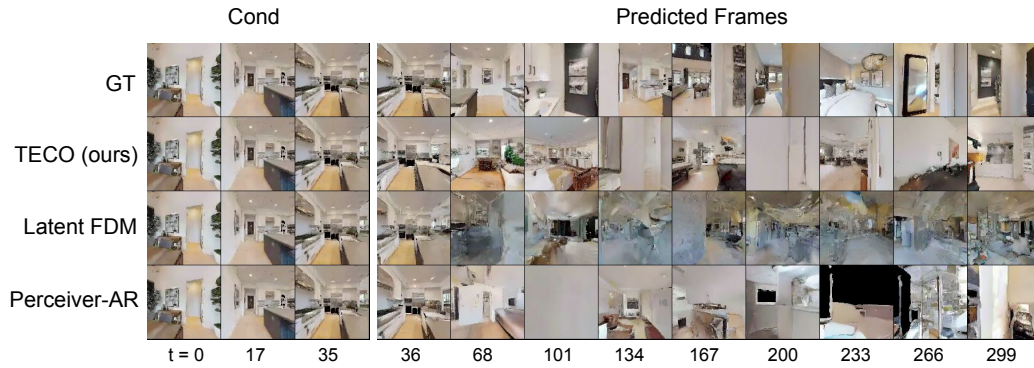 Cond Predicted Frames
GT
TECO (ours)
Latent FDM
Perceiver-AR
t = 0 17 35 36 68 101 134 167 200 233 266 299